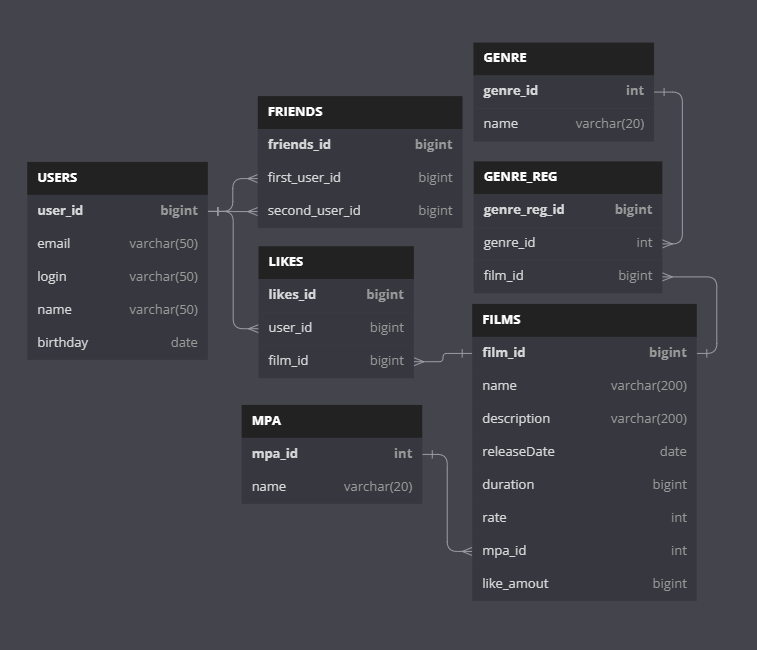 USERS
user_id bigint
email varchar(50)
login varchar(50)
name varchar(50)
birthday date
FRIENDS
friends_id bigint
first_user_id bigint
second_user_id bigint
LIKES
likes_id bigint
user_id bigint
film_id bigint
MPA
mpa_id int
name varchar(20)
GENRE
genre_id int
name varchar(20)
GENRE_REG
genre_reg_id bigint
genre_id int
film_id bigint
FILMS
film_id bigint
name varchar(200)
description varchar(200)
releaseDate date
duration bigint
rate int
mpa_id int
like_amout bigint